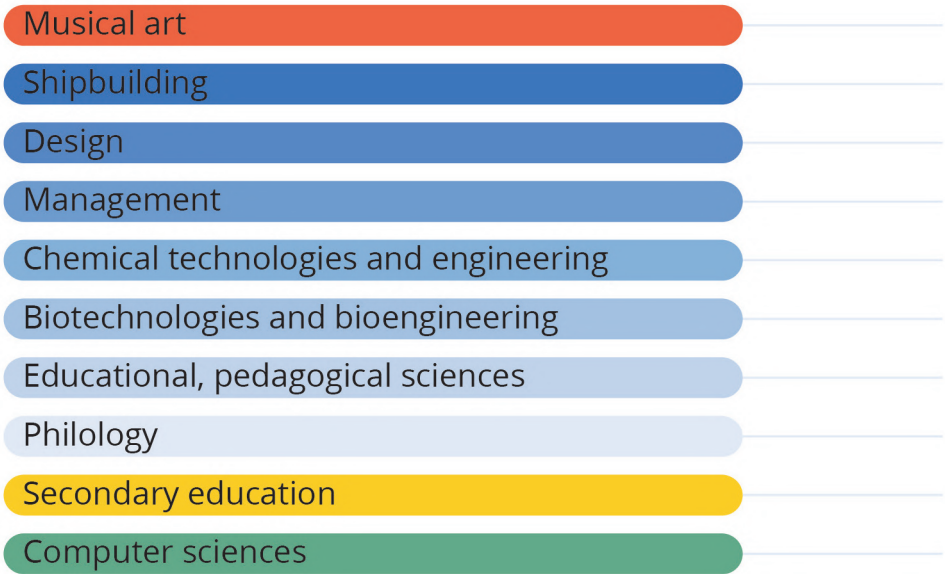 Musical art
Shipbuilding
Design
Management
Chemical technologies and engineering
Biotechnologies and bioengineering
Educational, pedagogical sciences
Philology
Secondary education
Computer sciences